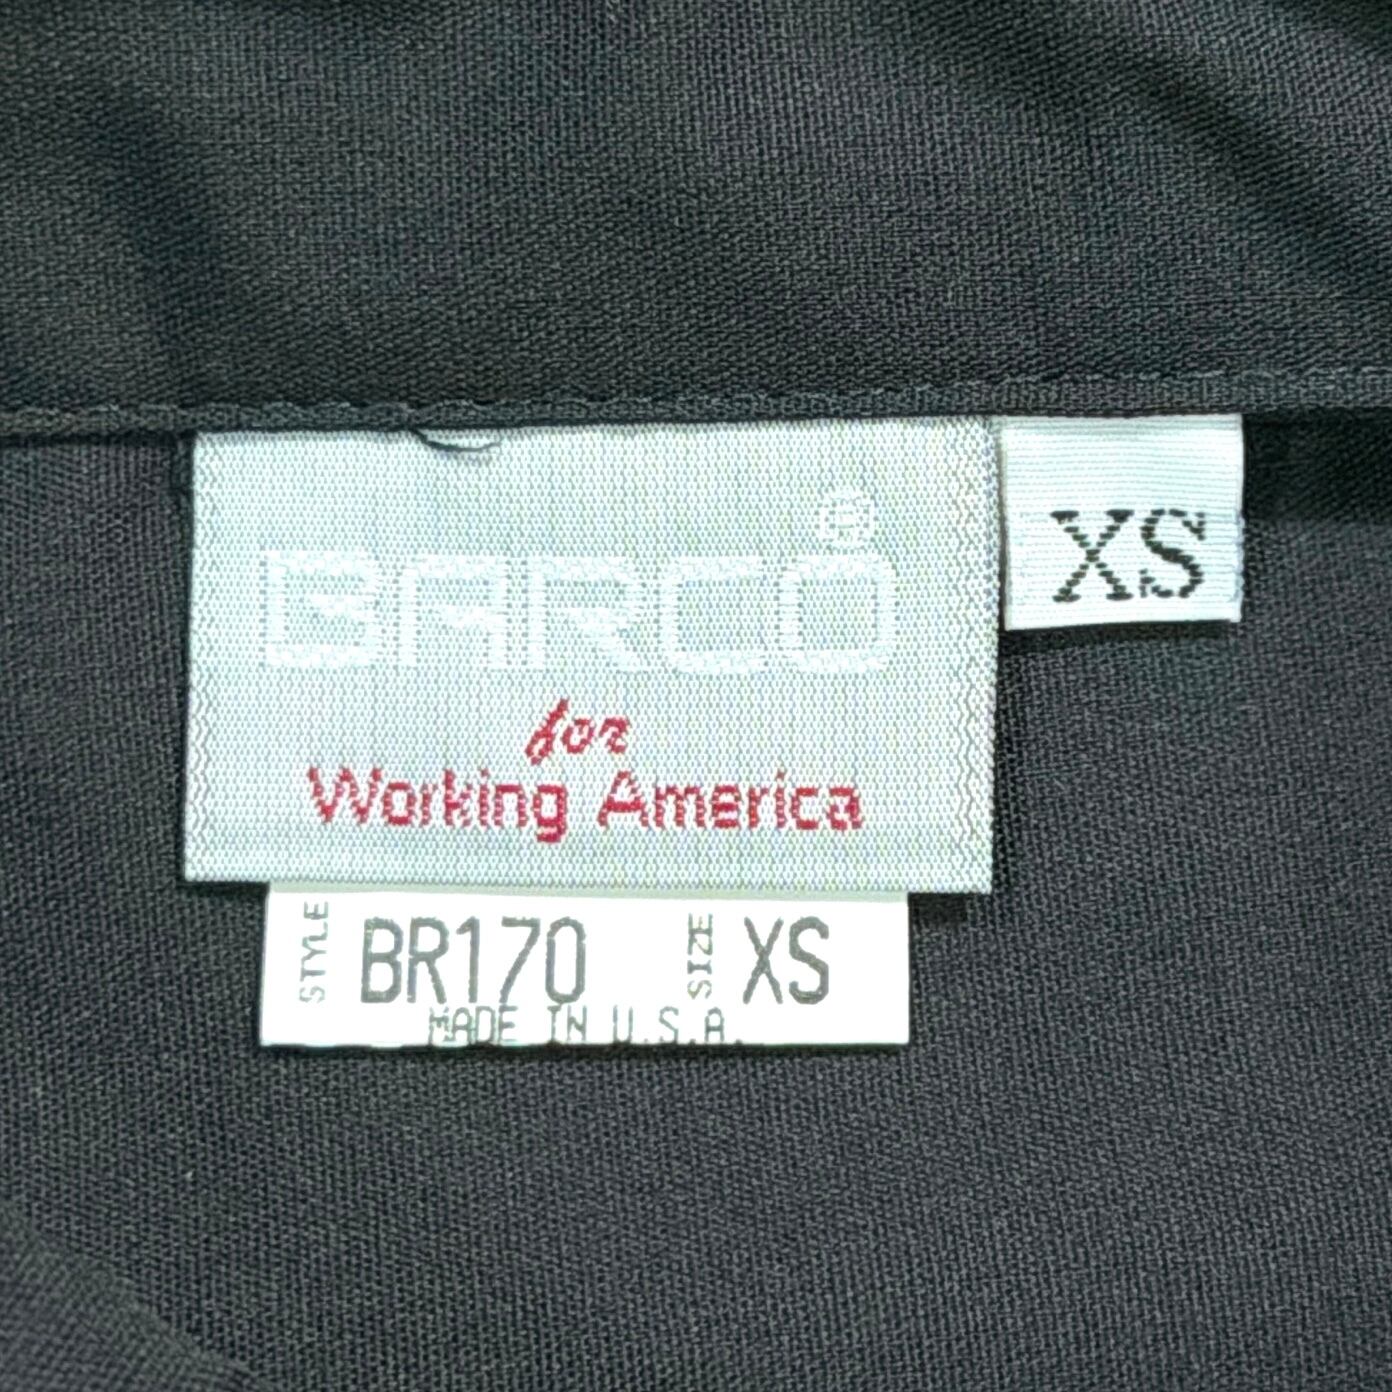 BARCO®
for
Working America
XS
STYLE BR170 SIZE XS
MADE IN U.S.A.